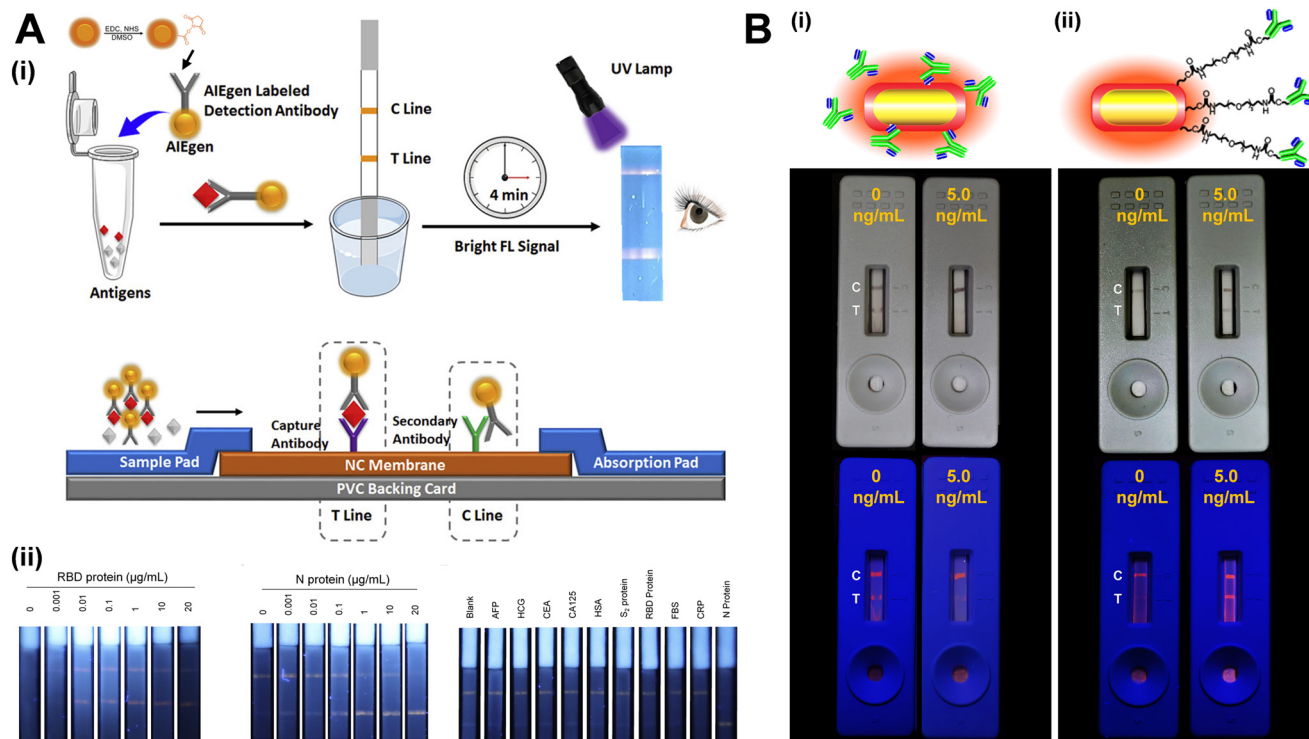 A
(i)
EDC, NHS
DMSO
AIEgen Labeled
Detection Antibody
AIEgen
Antigens
C Line
T Line
4 min
Bright FL Signal
UV Lamp
Capture
Antibody
Secondary
Antibody
Sample Pad
NC Membrane
Absorption Pad
PVC Backing Card
T Line
C Line
(ii)
RBD protein (µg/mL)
0 0.001 0.01 0.1 1 10 20
N protein (µg/mL)
0 0.001 0.01 0.1 1 10 20
Blank AFP HCG CEA CA125 HSA S₂ protein RBD Protein FBS CRP N Protein
B
(i)
0
ng/mL
5.0
ng/mL
C
T
0
ng/mL
5.0
ng/mL
C
T
(ii)
0
ng/mL
5.0
ng/mL
C
T
0
ng/mL
5.0
ng/mL
C
T